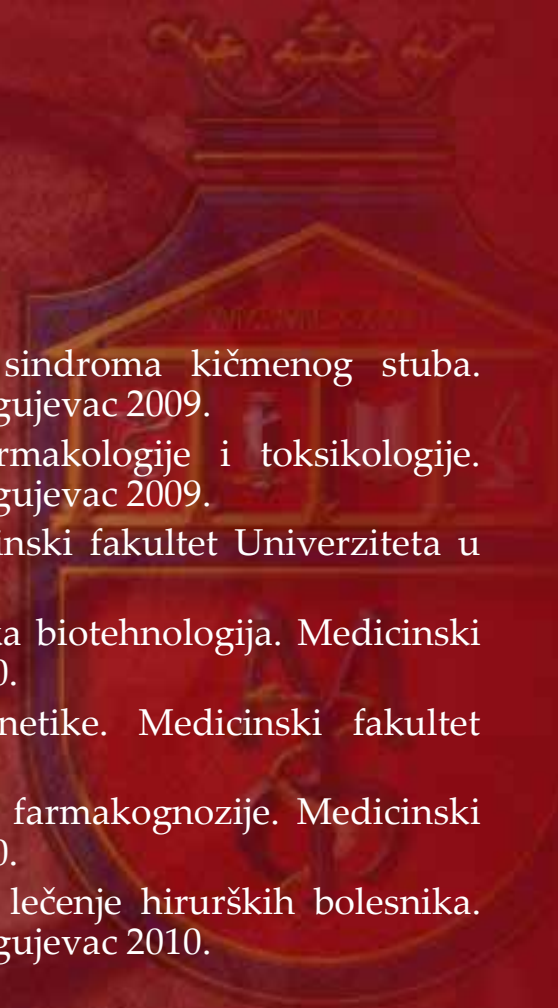 sindroma kičmenog stuba.
gujevac 2009.
rmakologije i toksikologije.
gujevac 2009.
inski fakultet Univerziteta u
ka biotehnologija. Medicinski
0.
netike. Medicinski fakultet
farmakognozije. Medicinski
0.
lečenje hirurških bolesnika.
gujevac 2010.